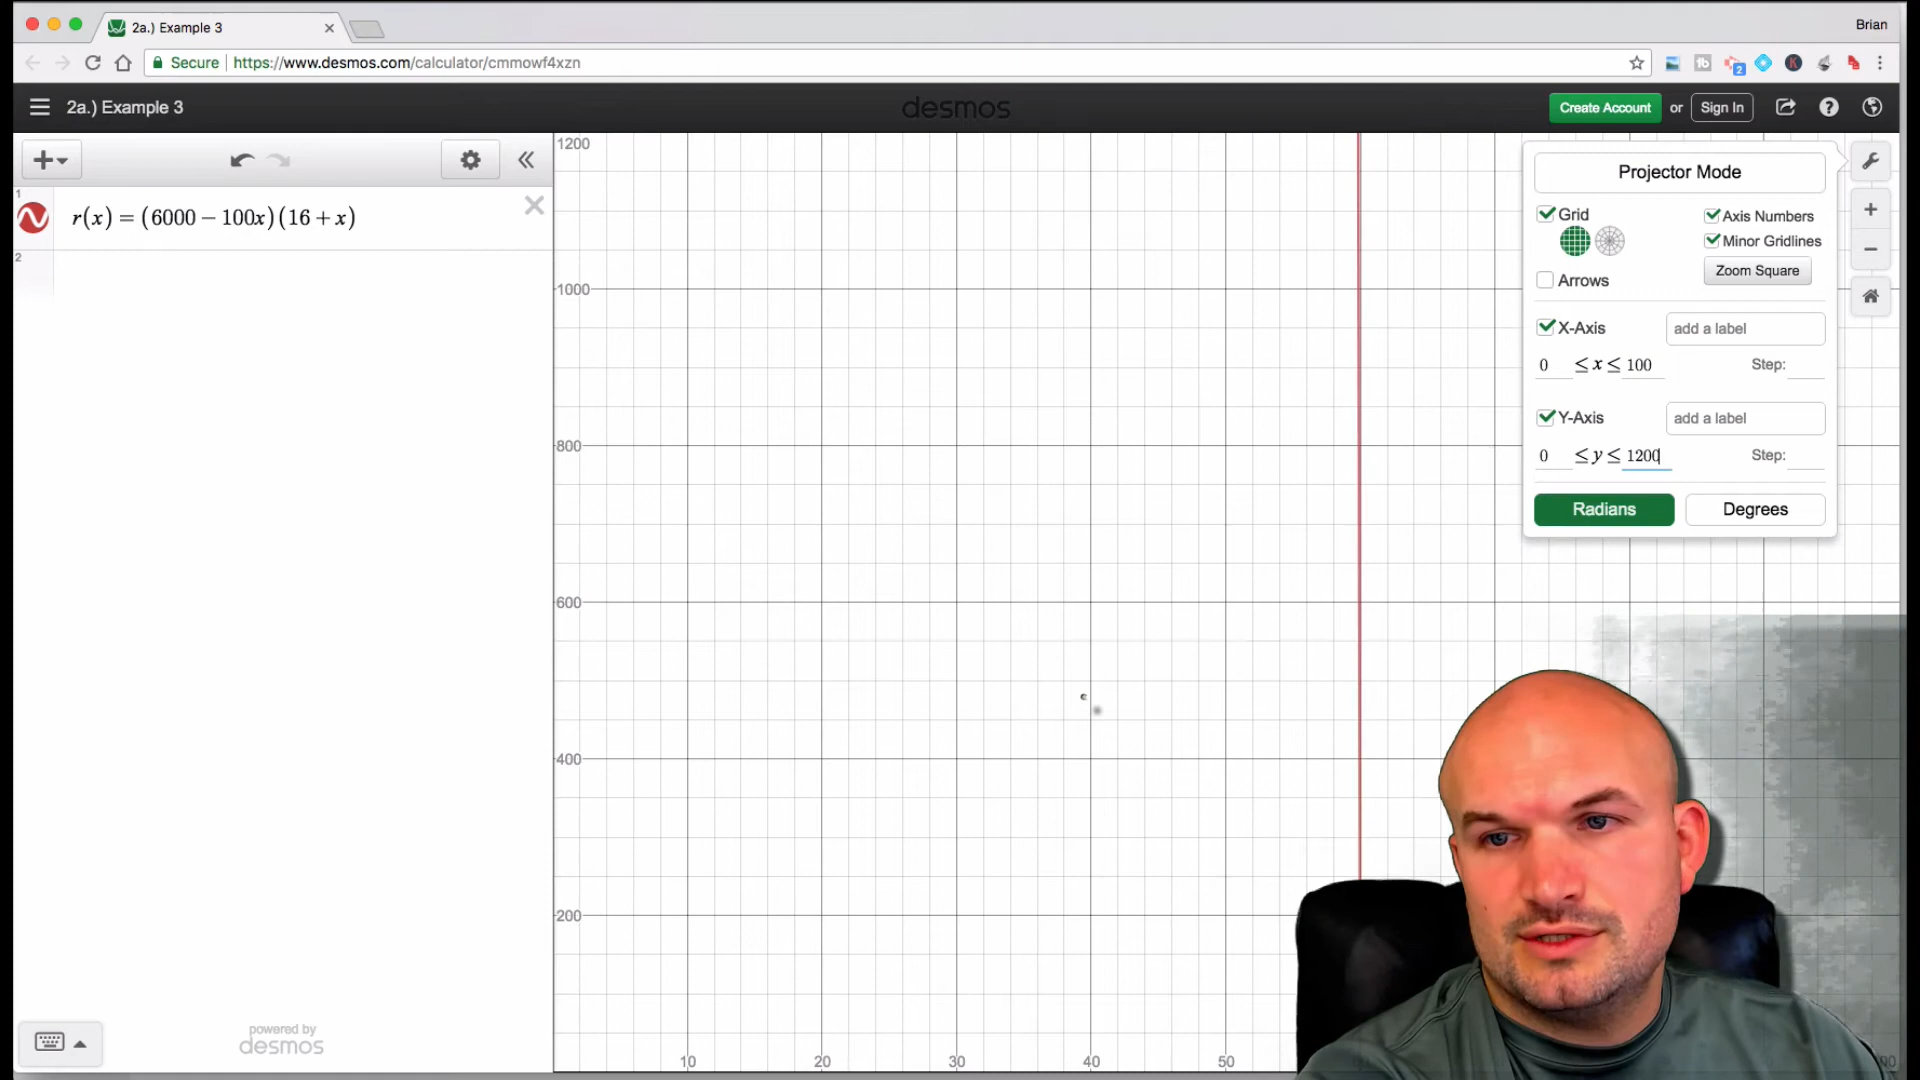 2a.) Example 3
Brian
Secure https://www.desmos.com/calculator/cmmowf4xzn
2
2a.) Example 3
desmos
Create Account or Sign In
1
r(x) = (6000 − 100x)(16 + x)
2
powered by
desmos
1200
1000
800
600
400
200
10 20 30 40 50
Projector Mode
Grid
Axis Numbers
Minor Gridlines
Zoom Square
Arrows
X-Axis add a label
0 ≤ x ≤ 100 Step:
Y-Axis add a label
0 ≤ y ≤ 1200 Step:
Radians Degrees